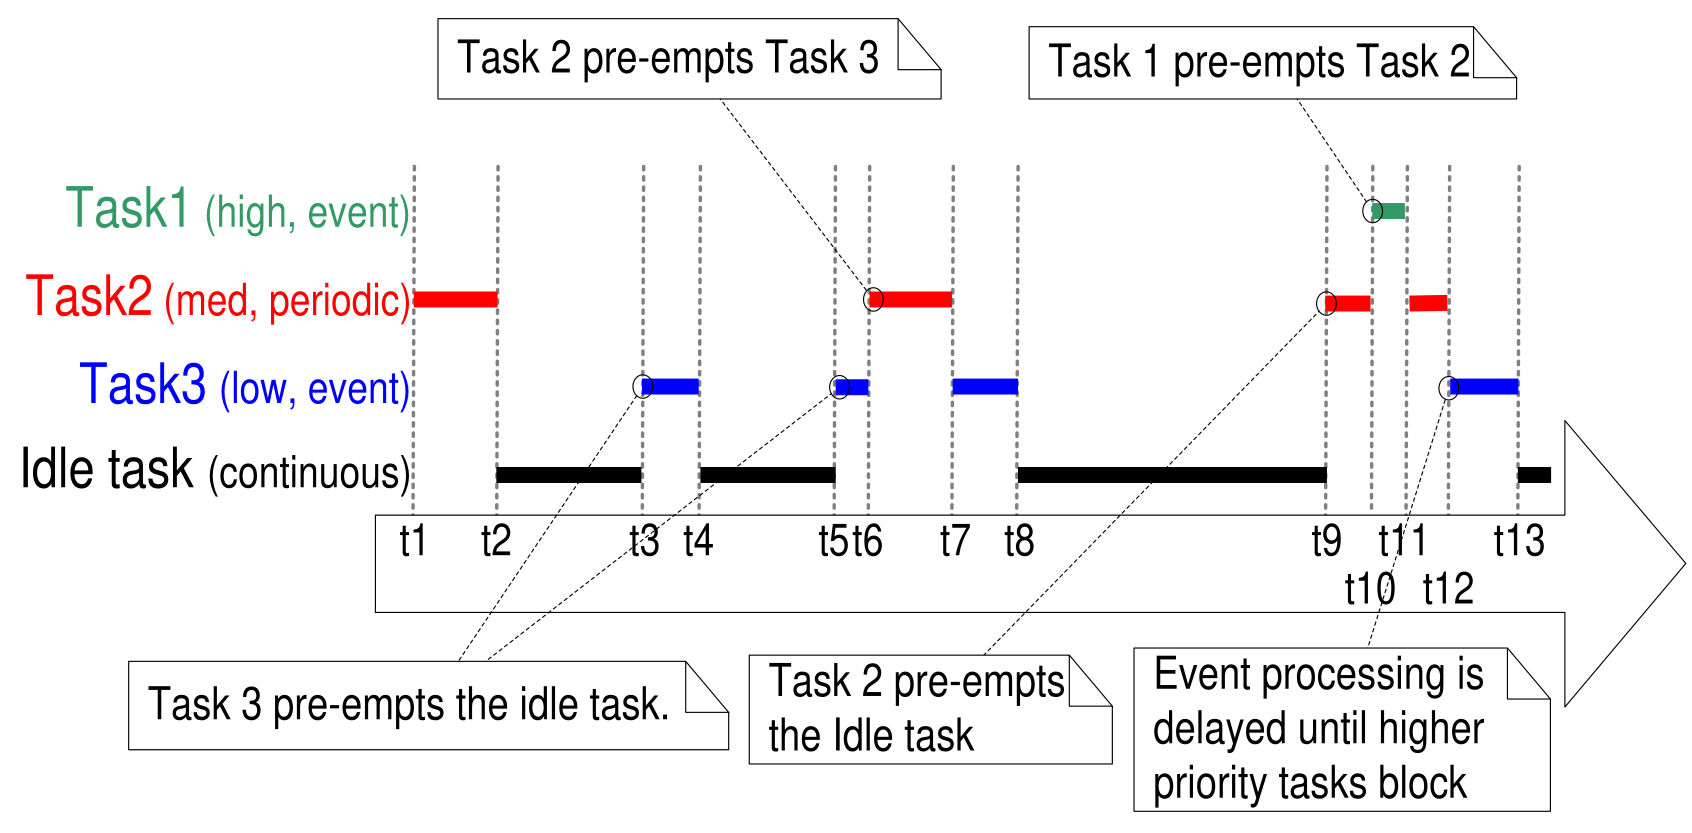 Task 2 pre-empts Task 3
Task 1 pre-empts Task 2
Task1 (high, event)
Task2 (med, periodic)
Task3 (low, event)
Idle task (continuous)
t1 t2 t3 t4 t5 t6 t7 t8 t9 t11 t13
t10 t12
Task 3 pre-empts the idle task.
Task 2 pre-empts
the Idle task
Event processing is
delayed until higher
priority tasks block